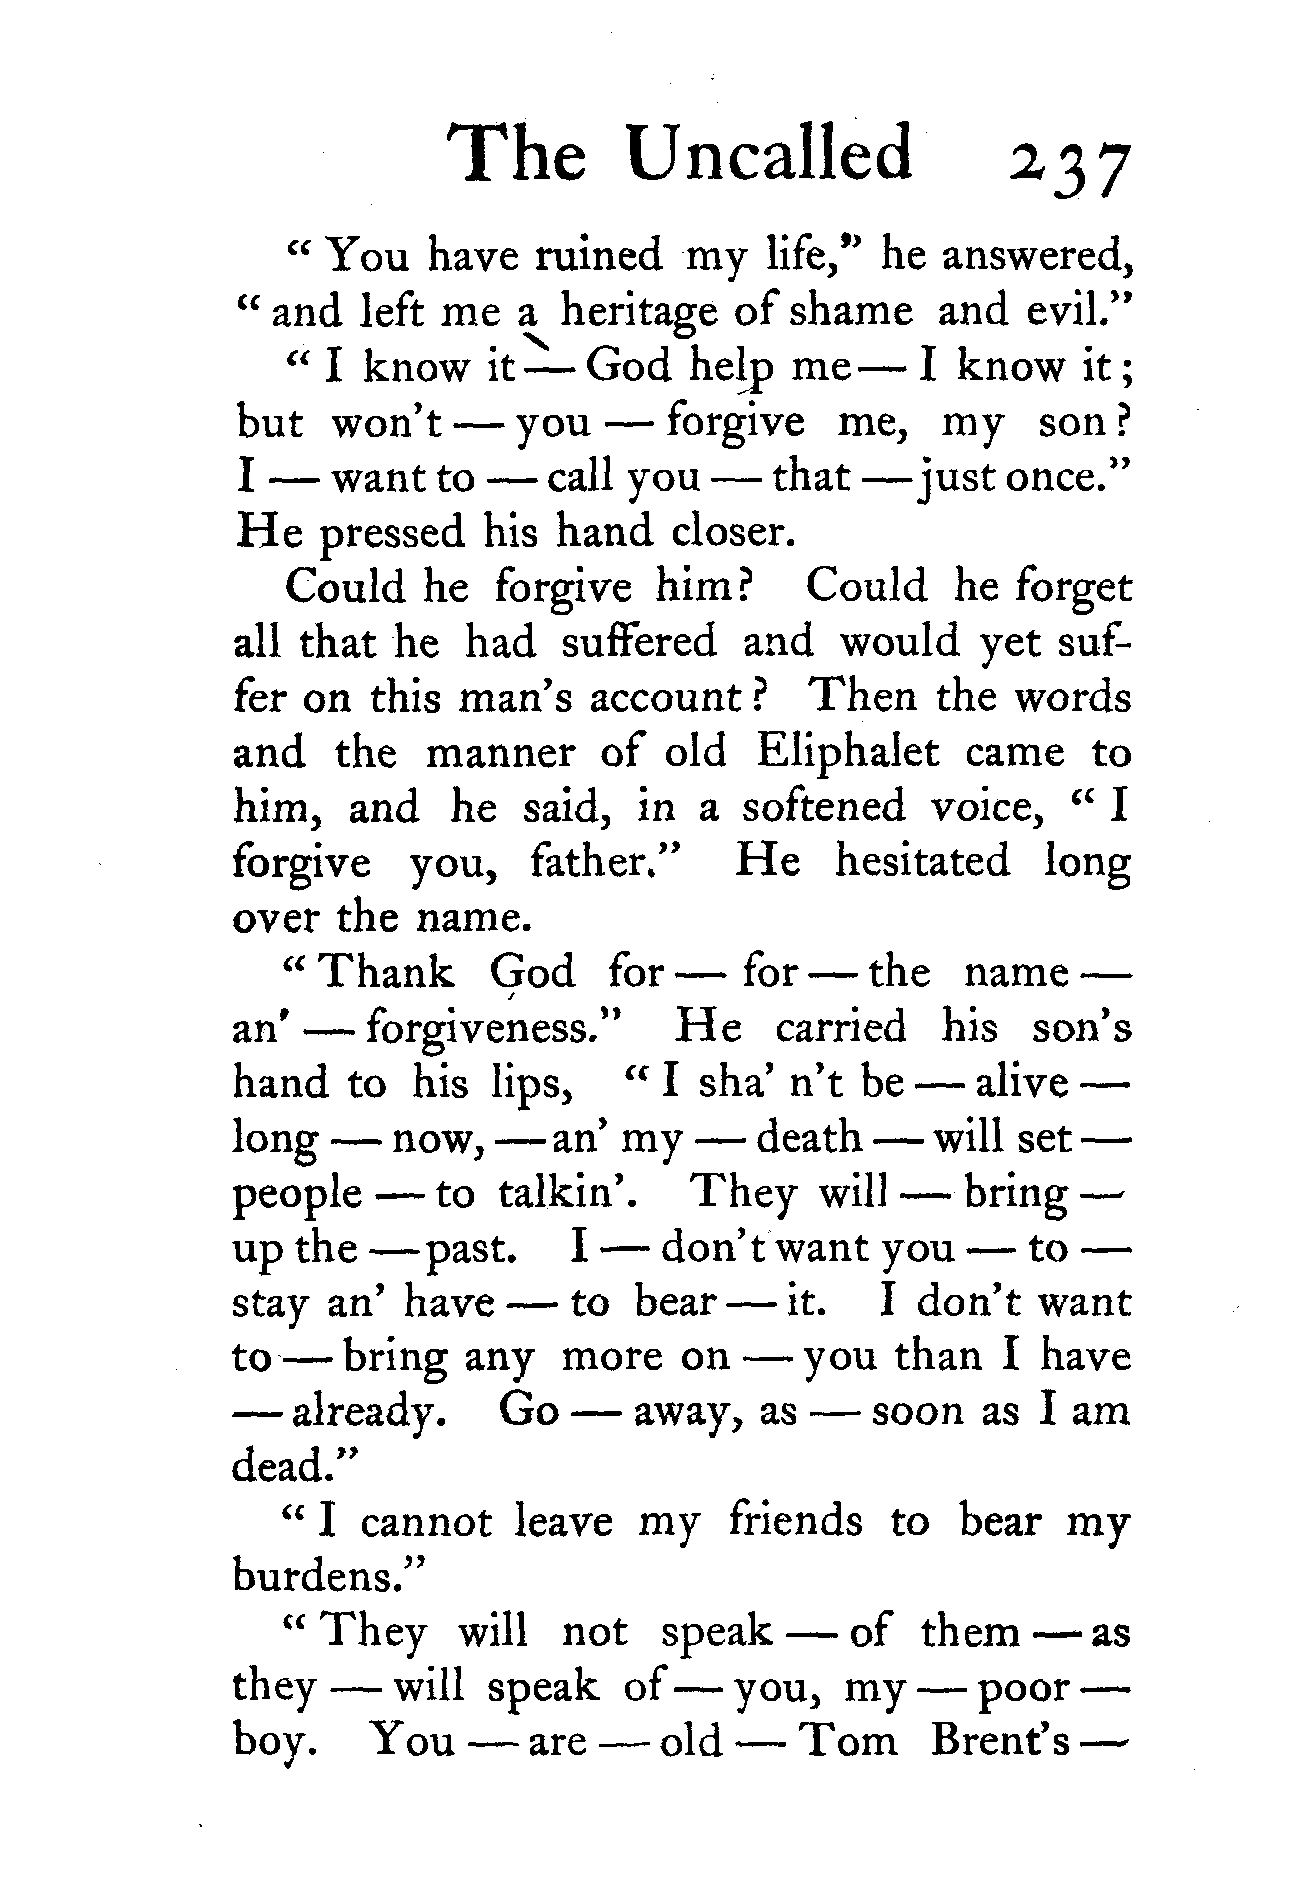 The Uncalled 237
“ You have ruined my life,” he answered,
“ and left me a heritage of shame and evil.”
“ I know it — God help me — I know it ;
but won’t — you — forgive me, my son ?
I — want to — call you — that — just once.”
He pressed his hand closer.
Could he forgive him? Could he forget
all that he had suffered and would yet suf-
fer on this man’s account ? Then the words
and the manner of old Eliphalet came to
him, and he said, in a softened voice, “ I
forgive you, father.” He hesitated long
over the name.
“ Thank God for — for — the name —
an’ — forgiveness.” He carried his son’s
hand to his lips, “ I sha’ n’t be — alive —
long — now, — an’ my — death — will set —
people — to talkin’. They will — bring —
up the — past. I — don’t want you — to —
stay an’ have — to bear — it. I don’t want
to — bring any more on — you than I have
— already. Go — away, as — soon as I am
dead.”
“ I cannot leave my friends to bear my
burdens.”
“ They will not speak — of them — as
they — will speak of — you, my — poor —
boy. You — are — old — Tom Brent’s —